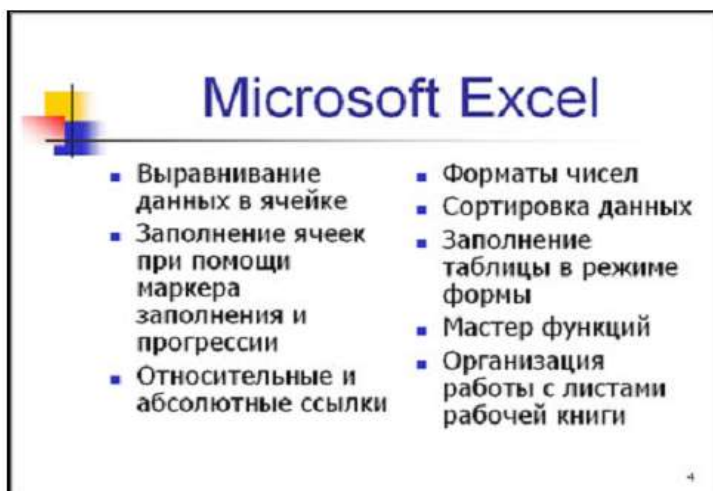 Microsoft Excel
Выравнивание
данных в ячейке
Заполнение ячеек
при помощи
маркера
заполнения и
прогрессии
Относительные и
абсолютные ссылки
Форматы чисел
Сортировка данных
Заполнение
таблицы в режиме
формы
Мастер функций
Организация
работы с листами
рабочей книги
4